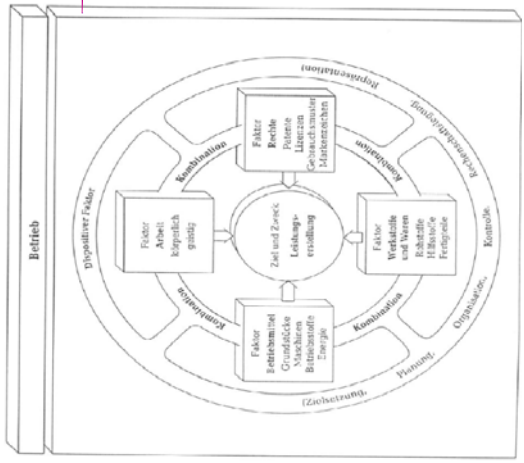 Betrieb
Dispositiver Faktor
(Zielsetzung,
Planung,
Organisation,
Kontrolle,
Rechenschaftslegung,
Repräsentation)
Kombination
Kombination
Kombination
Kombination
Faktor
Arbeit
körperlich
geistig
Faktor
Betriebsmittel
Grundstücke
Maschinen
Betriebsstoffe
Energie
Ziel und Zweck
Leistungs-
erstellung
Faktor
Rechte
Patente
Lizenzen
Gebrauchsmuster
Markenzeichen
Faktor
Werkstoffe
und Waren
Rohstoffe
Hilfsstoffe
Fertigteile